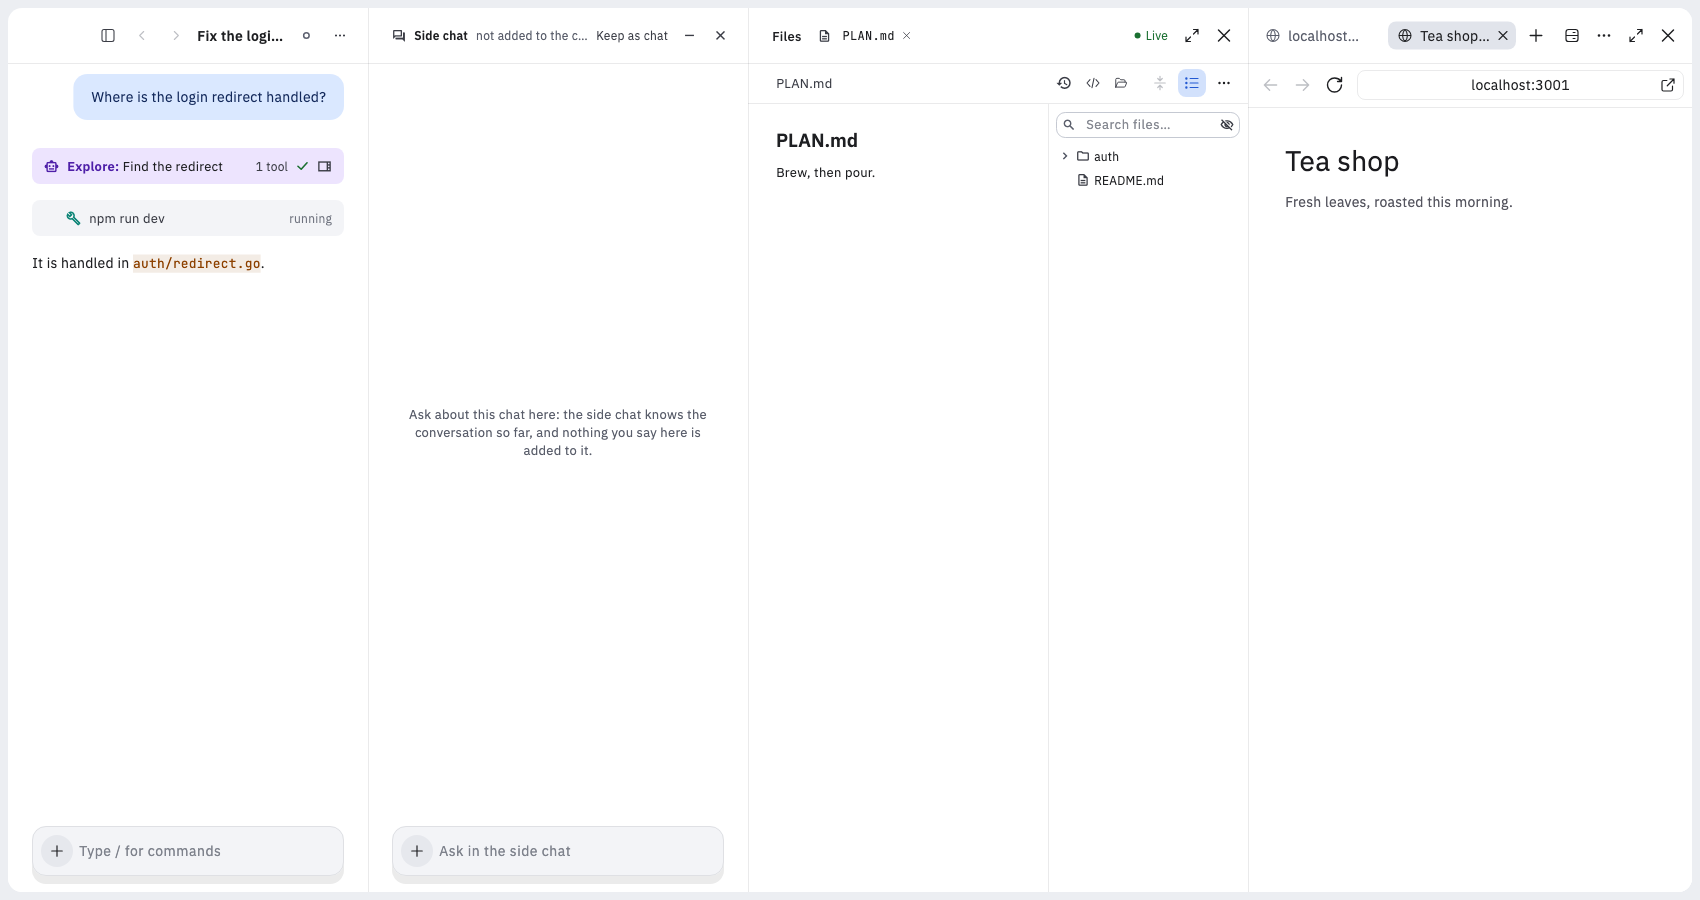 Fix the logi...
Where is the login redirect handled?
Explore: Find the redirect 1 tool
npm run dev running
It is handled in auth/redirect.go.
Type / for commands
Side chat not added to the c... Keep as chat
Ask about this chat here: the side chat knows the
conversation so far, and nothing you say here is
added to it.
Ask in the side chat
Files PLAN.md Live
PLAN.md
PLAN.md
Brew, then pour.
Search files...
auth
README.md
localhost... Tea shop...
localhost:3001
Tea shop
Fresh leaves, roasted this morning.